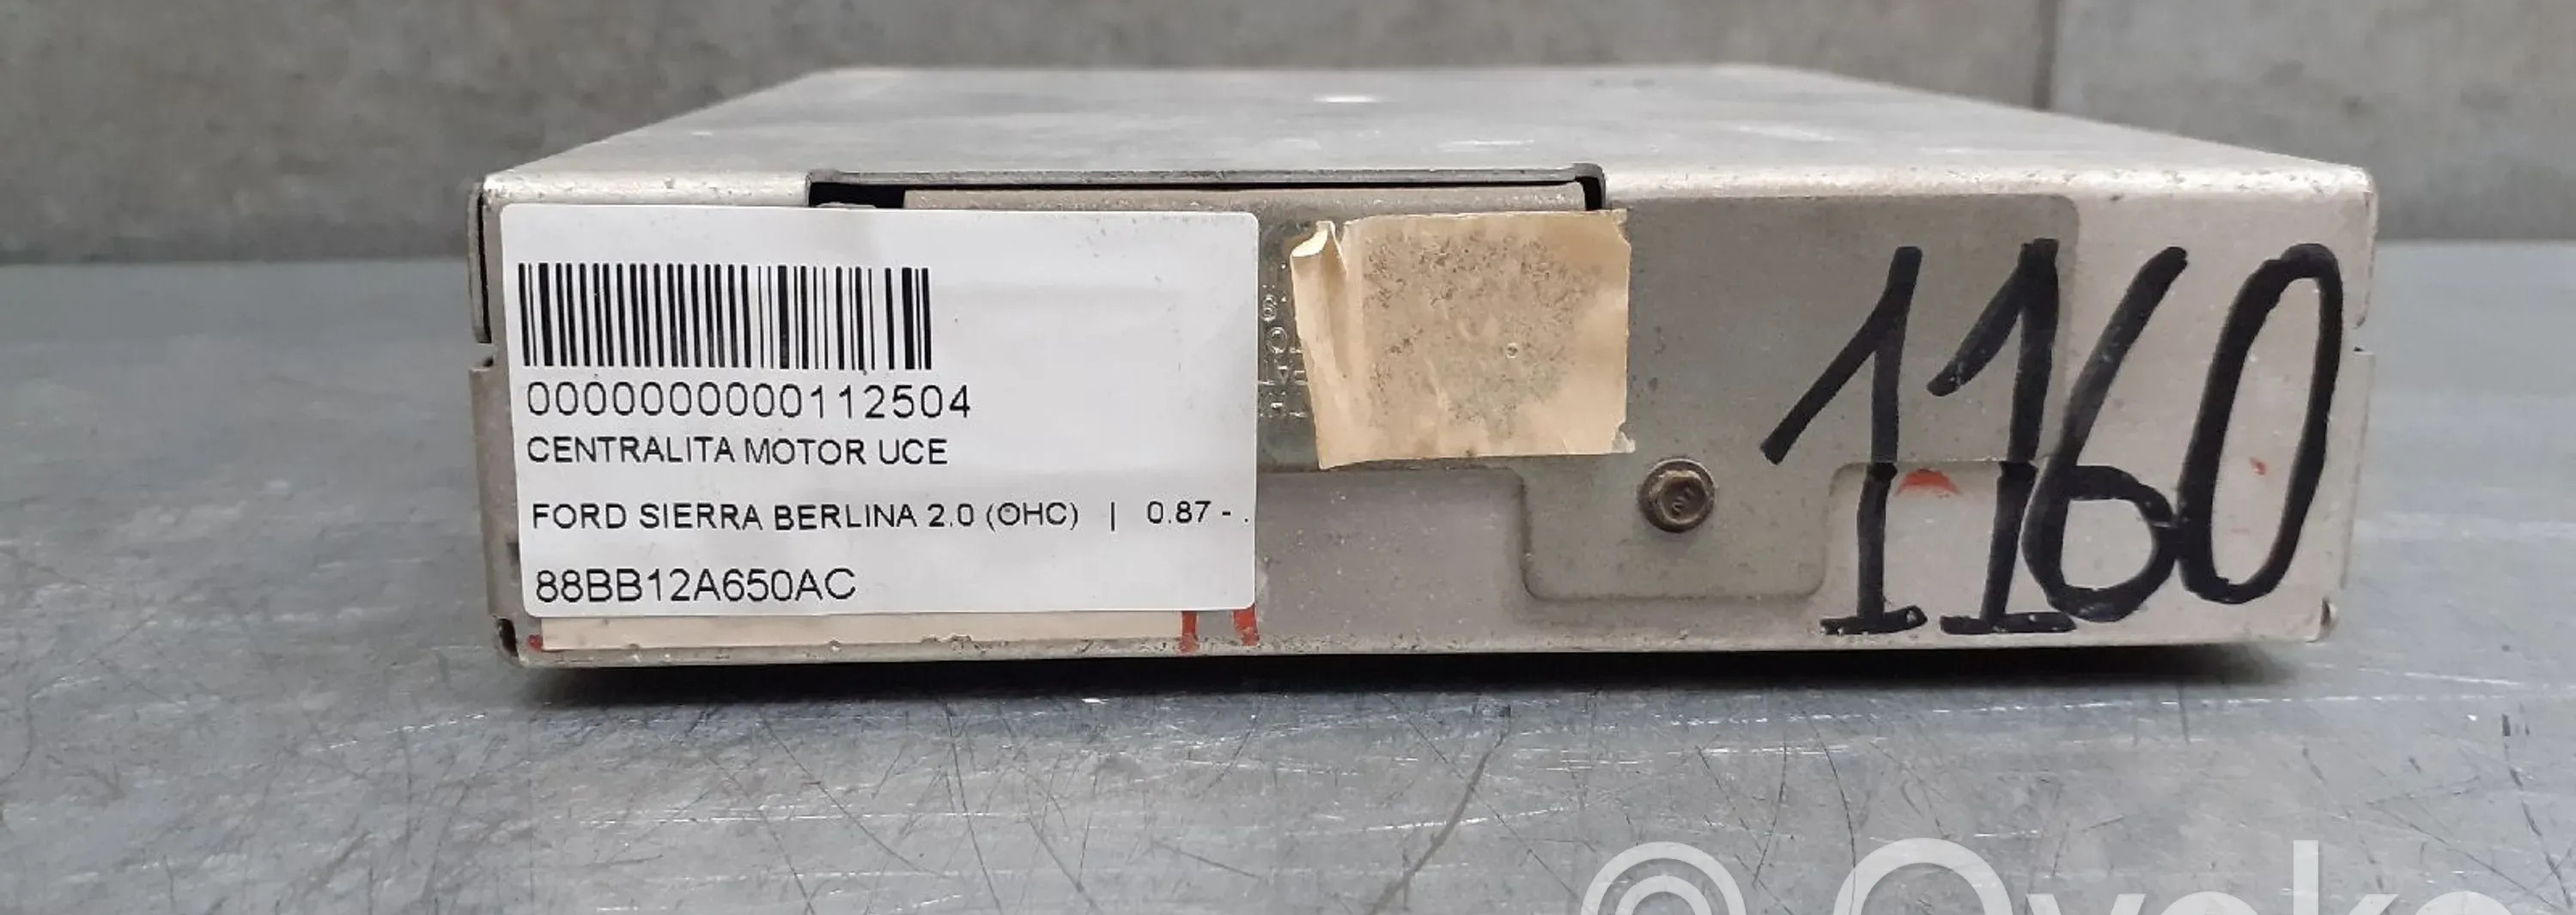 0000000000112504
CENTRALITA MOTOR UCE
FORD SIERRA BERLINA 2.0 (OHC) | 0.87 - .
88BB12A650AC
1160